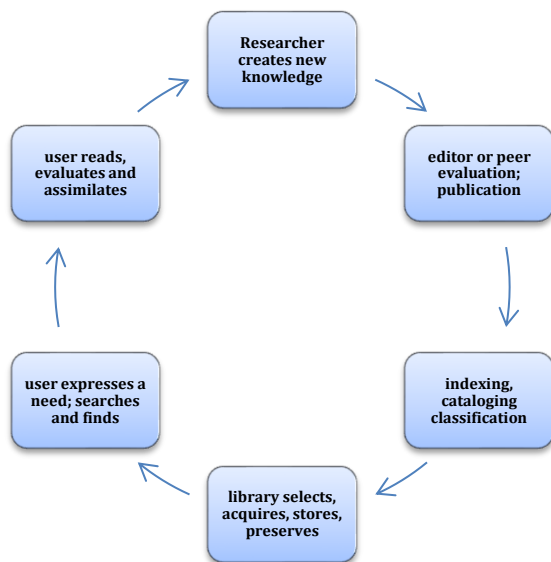 Researcher
creates new
knowledge
editor or peer
evaluation;
publication
indexing,
cataloging
classification
library selects,
acquires, stores,
preserves
user expresses a
need; searches
and finds
user reads,
evaluates and
assimilates